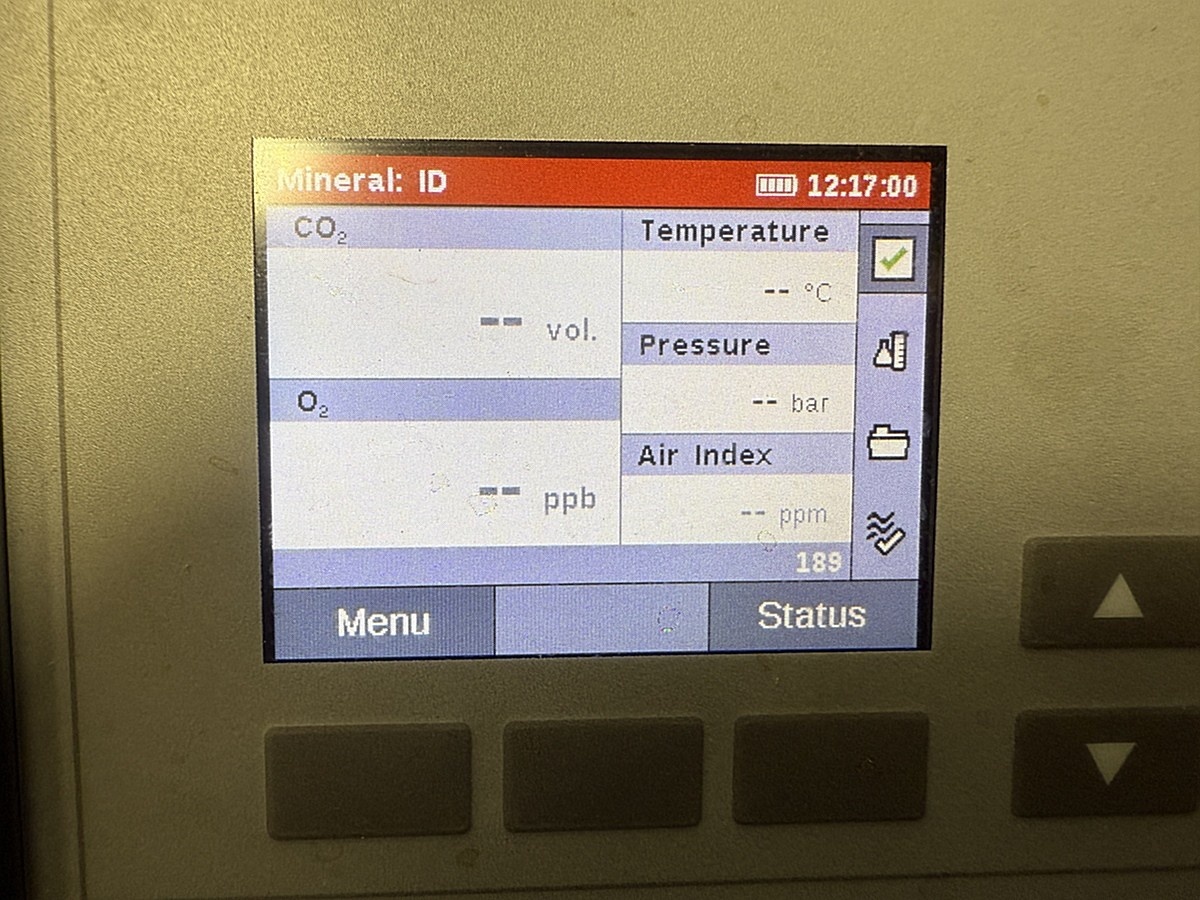 Mineral: ID 12:17:00
CO₂
-- vol.
O₂
-- ppb
Temperature
-- °C
Pressure
-- bar
Air Index
-- ppm
189
Menu Status